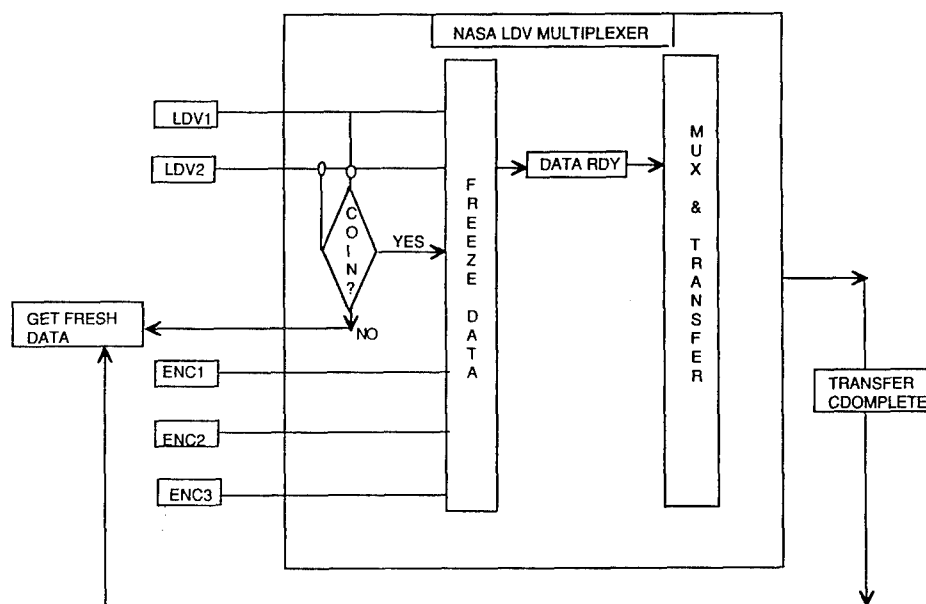 NASA LDV MULTIPLEXER
LDV1
LDV2
COIN?
YES
NO
FREEZE DATA
DATA RDY
MUX & TRANSFER
GET FRESH
DATA
ENC1
ENC2
ENC3
TRANSFER
CDOMPLETE